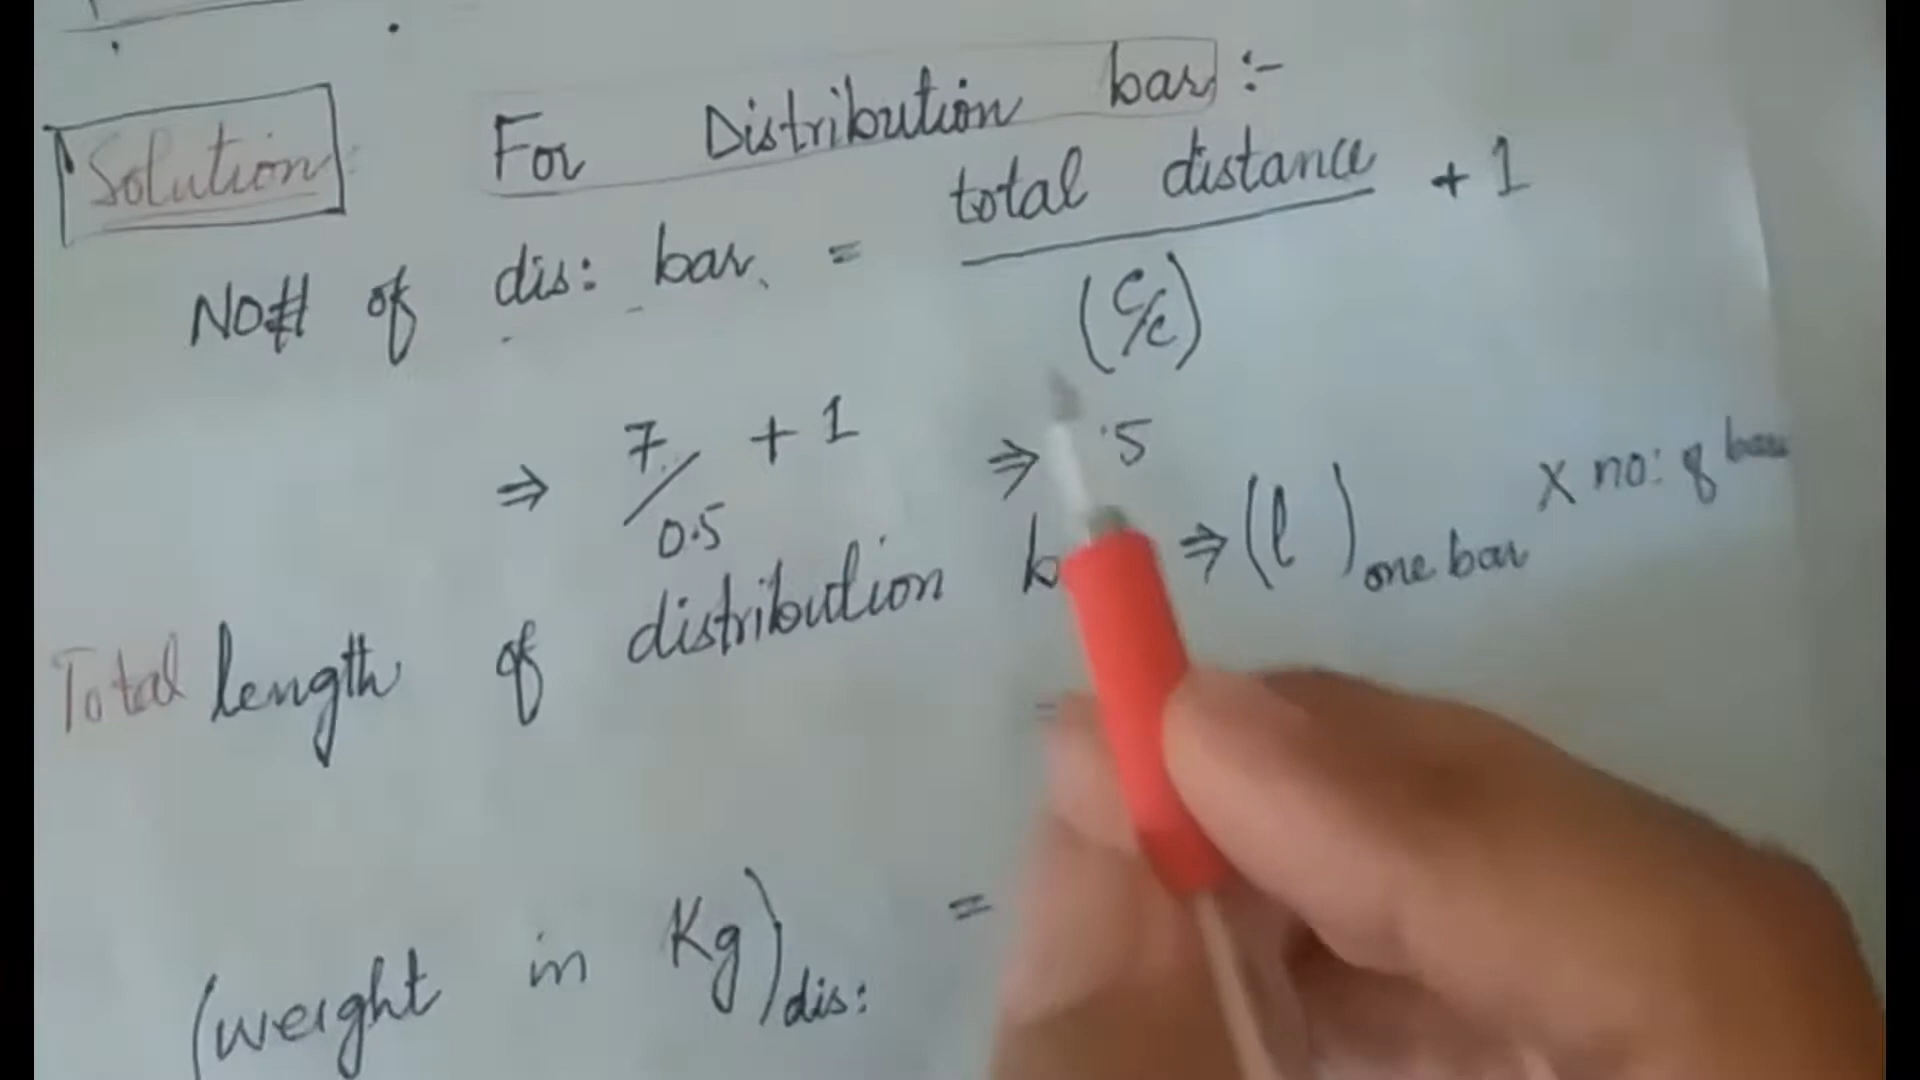 Solution: For Distribution bar :-
No# of dis: bar = total distance + 1
(C/C)
⇒ 7/0.5 + 1 ⇒ 5
Total length of distribution ⇒ (l) one bar x no: of bar
(weight in Kg) dis: =